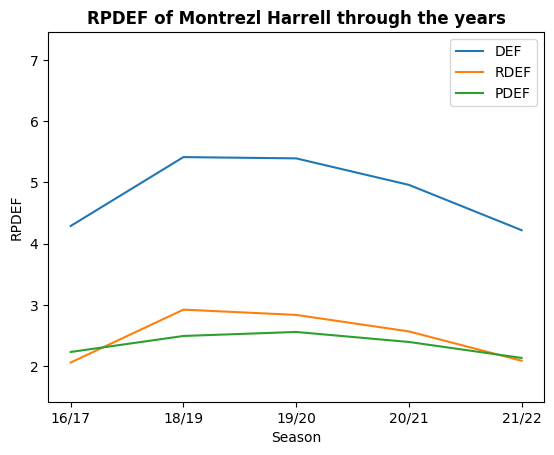 RPDEF of Montrezl Harrell through the years
DEF
RDEF
PDEF
RPDEF
7
6
5
4
3
2
16/17 18/19 19/20 20/21 21/22
Season